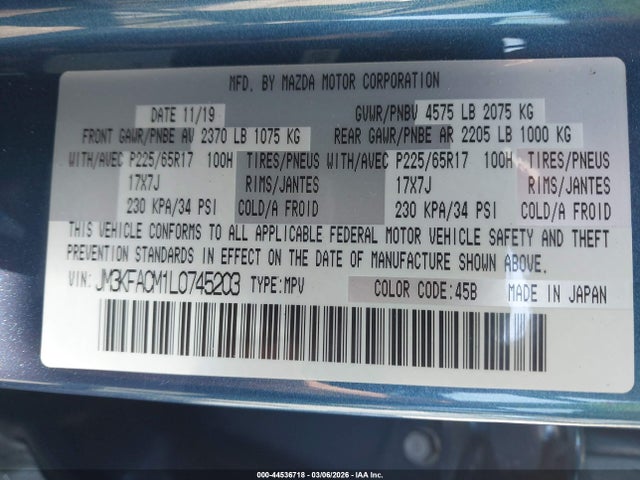 MFD. BY MAZDA MOTOR CORPORATION
DATE 11/19 GVWR/PNBV 4575 LB 2075 KG
FRONT GAWR/PNBE AV 2370 LB 1075 KG REAR GAWR/PNBE AR 2205 LB 1000 KG
WITH/AVEC P225/65R17 100H TIRES/PNEUS WITH/AVEC P225/65R17 100H TIRES/PNEUS
17X7J RIMS/JANTES 17X7J RIMS/JANTES
230 KPA/34 PSI COLD/A FROID 230 KPA/34 PSI COLD/A FROID
THIS VEHICLE CONFORMS TO ALL APPLICABLE FEDERAL MOTOR VEHICLE SAFETY AND THEFT
PREVENTION STANDARDS IN EFFECT ON THE DATE OF MANUFACTURE SHOWN ABOVE.
VIN: JM3KFACM1L0745203 TYPE:MPV COLOR CODE:45B MADE IN JAPAN
000-44536718 | 03/06/2026 - IAA Inc.